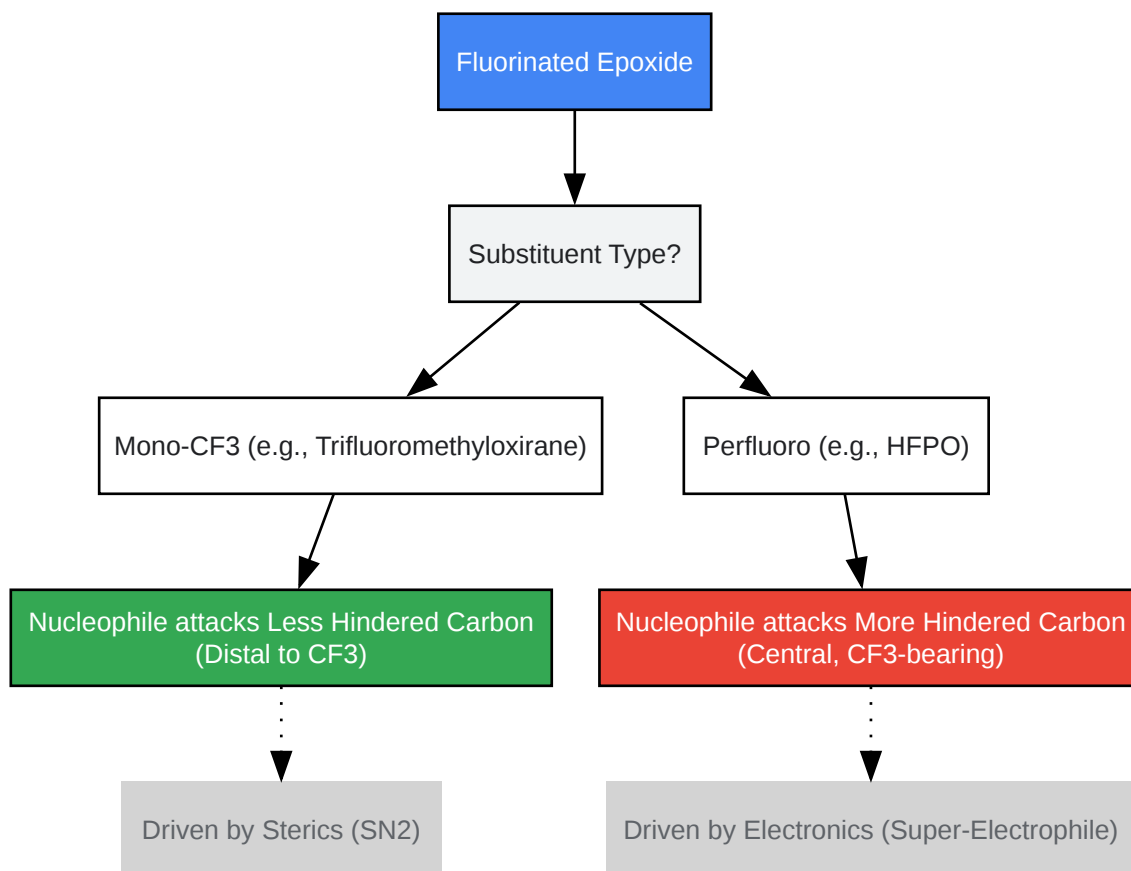 Fluorinated Epoxide
Substituent Type?
Mono-CF3 (e.g., Trifluoromethyloxirane)
Perfluoro (e.g., HFPO)
Nucleophile attacks Less Hindered Carbon
(Distal to CF3)
Nucleophile attacks More Hindered Carbon
(Central, CF3-bearing)
Driven by Sterics (SN2)
Driven by Electronics (Super-Electrophile)